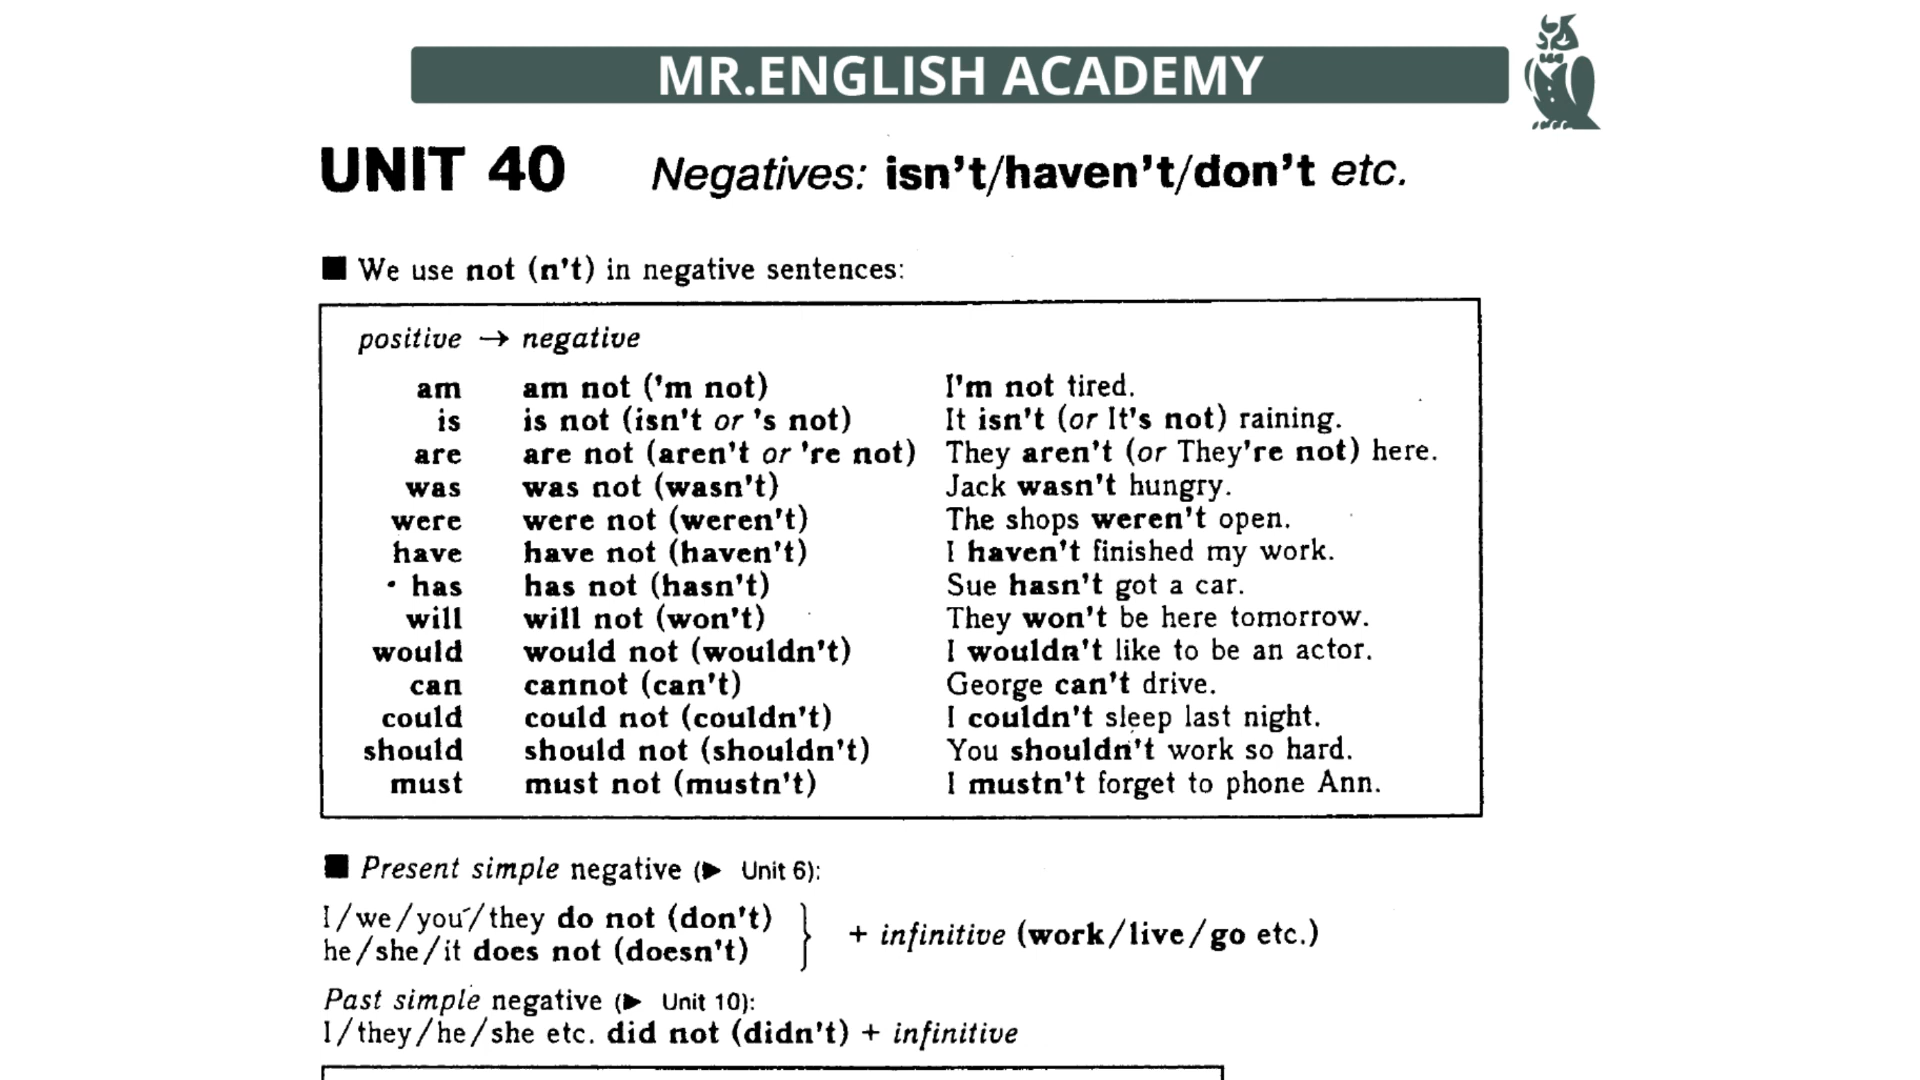 MR.ENGLISH ACADEMY
UNIT 40 Negatives: isn't/haven't/don't etc.
■ We use not (n't) in negative sentences:
positive → negative
am am not ('m not) I'm not tired.
is is not (isn't or 's not) It isn't (or It's not) raining.
are are not (aren't or 're not) They aren't (or They're not) here.
was was not (wasn't) Jack wasn't hungry.
were were not (weren't) The shops weren't open.
have have not (haven't) I haven't finished my work.
has has not (hasn't) Sue hasn't got a car.
will will not (won't) They won't be here tomorrow.
would would not (wouldn't) I wouldn't like to be an actor.
can cannot (can't) George can't drive.
could could not (couldn't) I couldn't sleep last night.
should should not (shouldn't) You shouldn't work so hard.
must must not (mustn't) I mustn't forget to phone Ann.
■ Present simple negative (▶ Unit 6):
I/we/you/they do not (don't)
he/she/it does not (doesn't)
} + infinitive (work/live/go etc.)
Past simple negative (▶ Unit 10):
I/they/he/she etc. did not (didn't) + infinitive